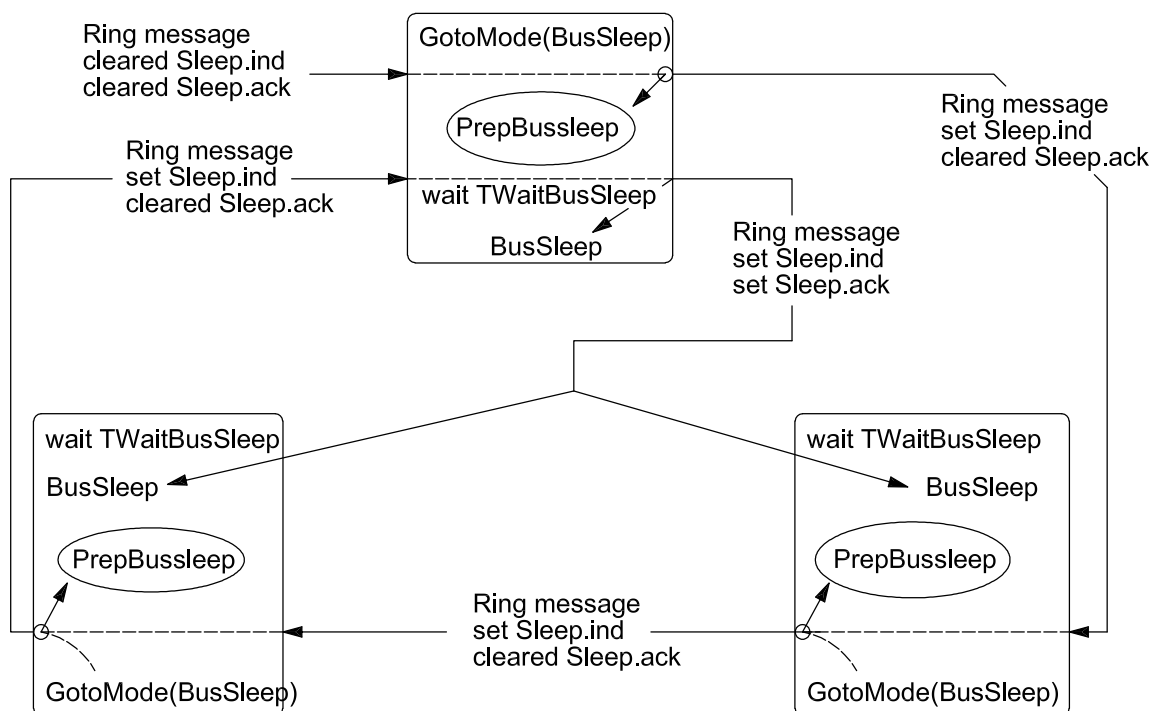 Ring message
cleared Sleep.ind
cleared Sleep.ack
GotoMode(BusSleep)
PrepBussleep
Ring message
set Sleep.ind
cleared Sleep.ack
Ring message
set Sleep.ind
cleared Sleep.ack
wait TWaitBusSleep
BusSleep
Ring message
set Sleep.ind
set Sleep.ack
wait TWaitBusSleep
BusSleep
PrepBussleep
GotoMode(BusSleep)
Ring message
set Sleep.ind
cleared Sleep.ack
wait TWaitBusSleep
BusSleep
PrepBussleep
GotoMode(BusSleep)